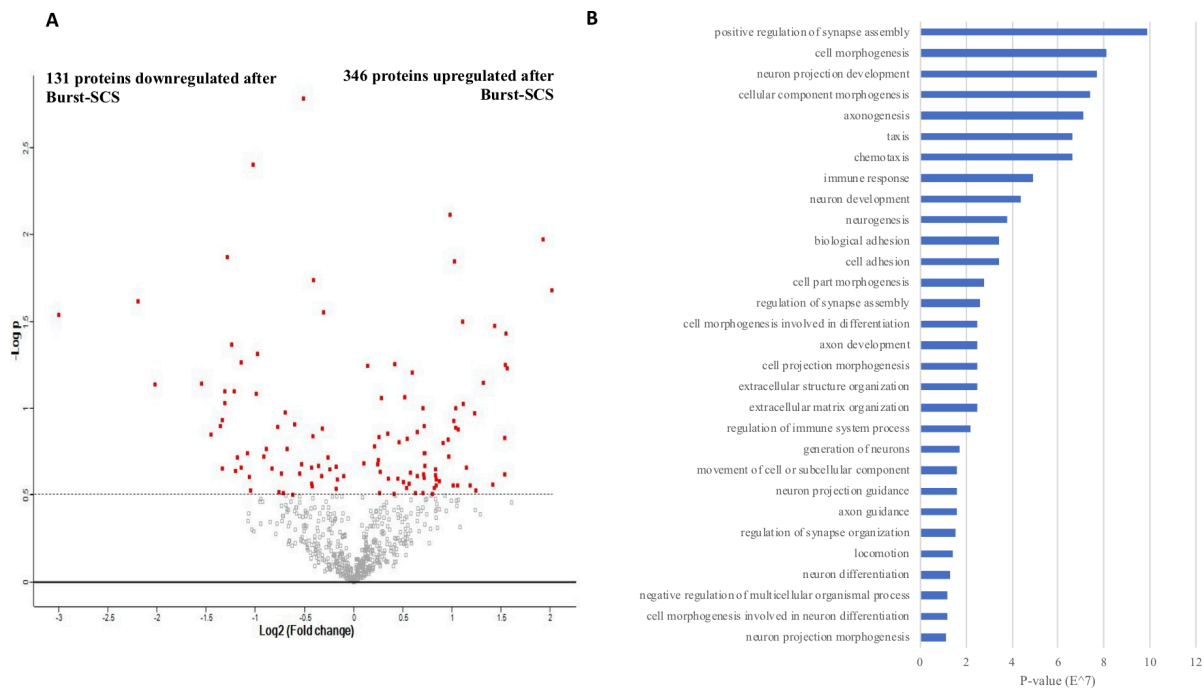 A
131 proteins downregulated after
Burst-SCS
346 proteins upregulated after
Burst-SCS
-Log p
2.5
2
1.5
1
0.5
0
-3
-2.5
-2
-1.5
-1
-0.5
0
0.5
1
1.5
2
Log2 (Fold change)
B
positive regulation of synapse assembly
cell morphogenesis
neuron projection development
cellular component morphogenesis
axonogenesis
taxis
chemotaxis
immune response
neuron development
neurogenesis
biological adhesion
cell adhesion
cell part morphogenesis
regulation of synapse assembly
cell morphogenesis involved in differentiation
axon development
cell projection morphogenesis
extracellular structure organization
extracellular matrix organization
regulation of immune system process
generation of neurons
movement of cell or subcellular component
neuron projection guidance
axon guidance
regulation of synapse organization
locomotion
neuron differentiation
negative regulation of multicellular organismal process
cell morphogenesis involved in neuron differentiation
neuron projection morphogenesis
0 2 4 6 8 10 12
P-value (E^7)